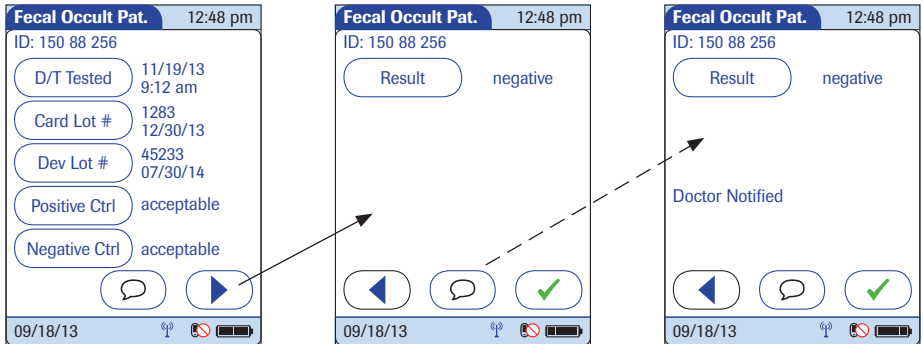 Fecal Occult Pat. 12:48 pm
ID: 150 88 256
D/T Tested 11/19/13
9:12 am
Card Lot # 1283
12/30/13
Dev Lot # 45233
07/30/14
Positive Ctrl acceptable
Negative Ctrl acceptable
09/18/13
Fecal Occult Pat. 12:48 pm
ID: 150 88 256
Result negative
09/18/13
Fecal Occult Pat. 12:48 pm
ID: 150 88 256
Result negative
Doctor Notified
09/18/13